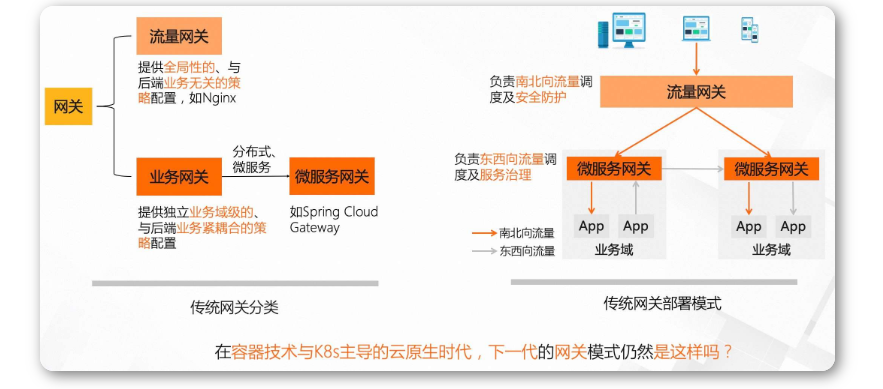 网关
流量网关
提供全局性的、与
后端业务无关的策
略配置，如Nginx
业务网关
分布式、
微服务
微服务网关
提供独立业务域级的、
与后端业务紧耦合的策
略配置
如Spring Cloud
Gateway
传统网关分类
负责南北向流量调
度及安全防护
流量网关
负责东西向流量调
度及服务治理
微服务网关
微服务网关
App
App
App
App
业务域
业务域
南北向流量
东西向流量
传统网关部署模式
在容器技术与K8s主导的云原生时代，下一代的网关模式仍然是这样吗？